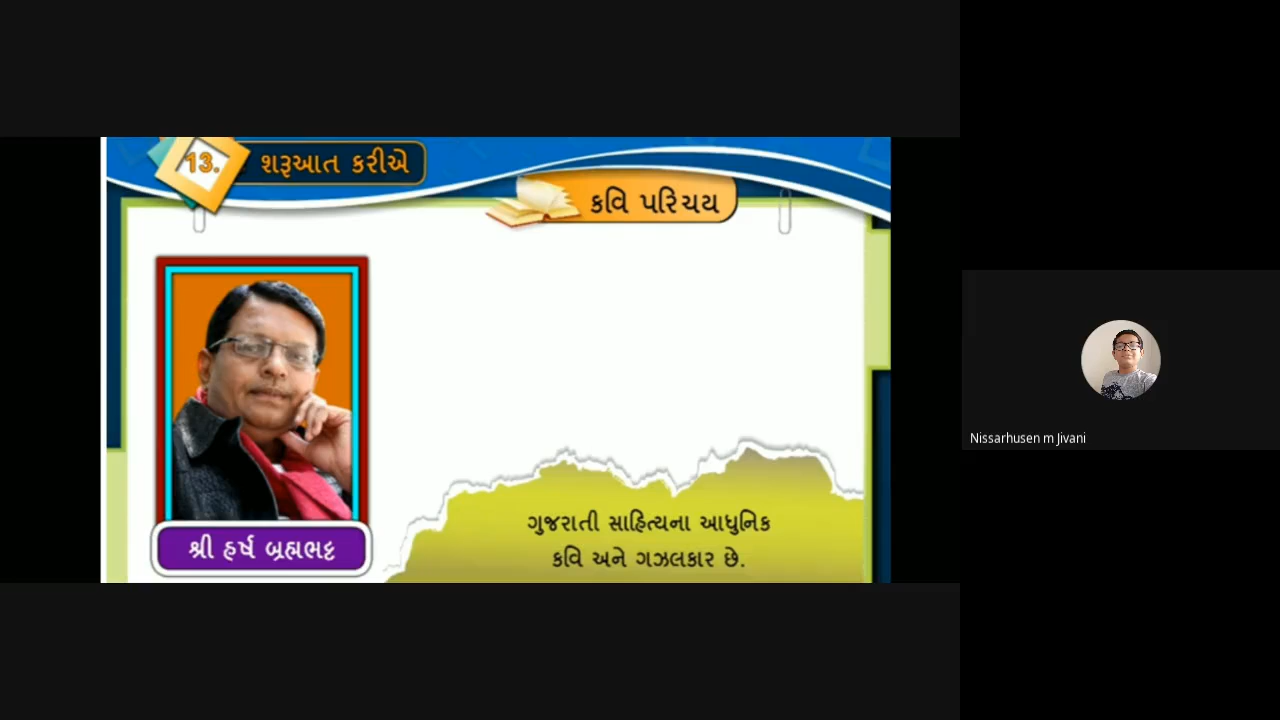 13. શરૂઆત કરીએ
કવિ પરિચય
શ્રી હર્ષ બ્રહ્મભટ્ટ
ગુજરાતી સાહિત્યના આધુનિક
કવિ અને ગઝલકાર છે.
Nissarhusen m Jivani